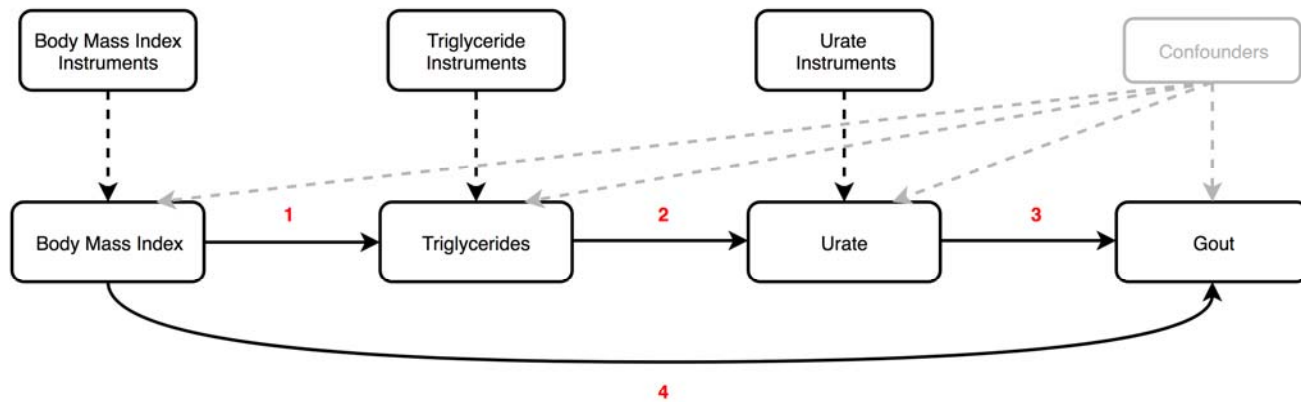 Body Mass Index
Instruments
Triglyceride
Instruments
Urate
Instruments
Confounders
1
2
3
Body Mass Index
Triglycerides
Urate
Gout
4